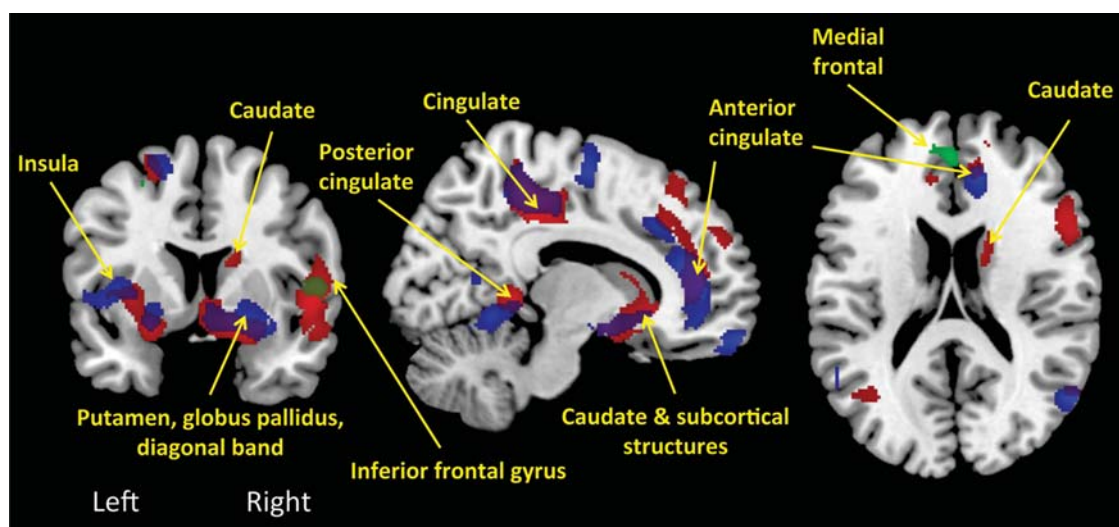 Insula
Caudate
Putamen, globus pallidus,
diagonal band
Left
Right
Inferior frontal gyrus
Posterior
cingulate
Cingulate
Caudate & subcortical
structures
Anterior
cingulate
Medial
frontal
Caudate